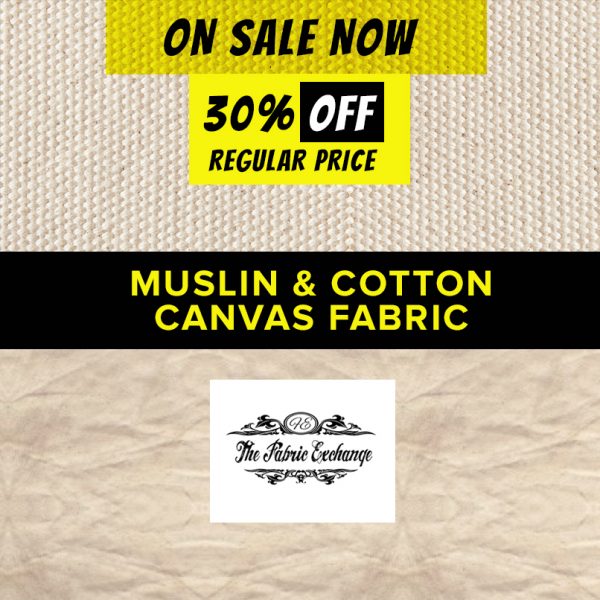 ON SALE NOW
30% OFF
REGULAR PRICE
MUSLIN & COTTON
CANVAS FABRIC
FE
The Fabric Exchange